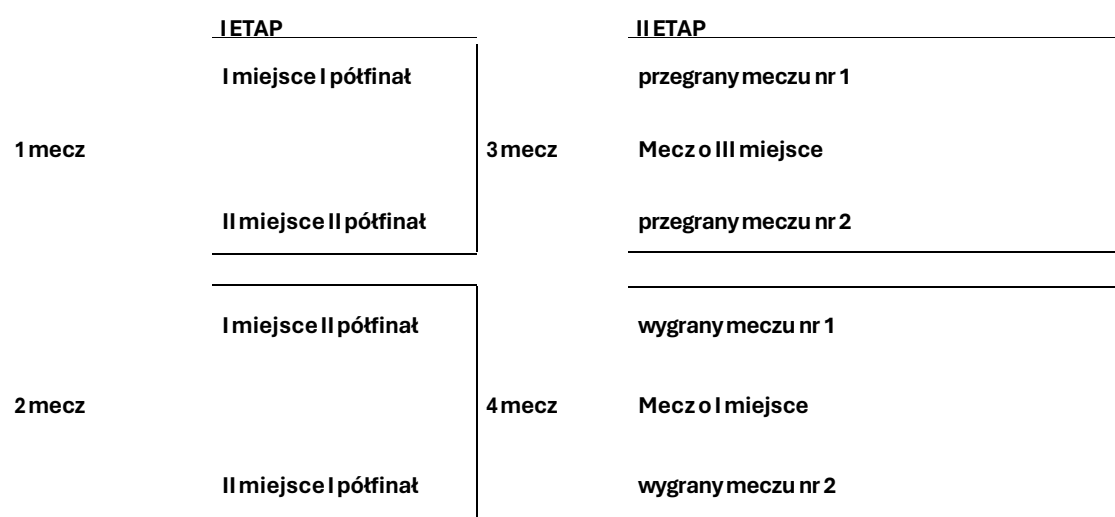 I ETAP II ETAP
I miejsce I półfinał przegrany meczu nr 1
1 mecz 3 mecz Mecz o III miejsce
II miejsce II półfinał przegrany meczu nr 2
I miejsce II półfinał wygrany meczu nr 1
2 mecz 4 mecz Mecz o I miejsce
II miejsce I półfinał wygrany meczu nr 2